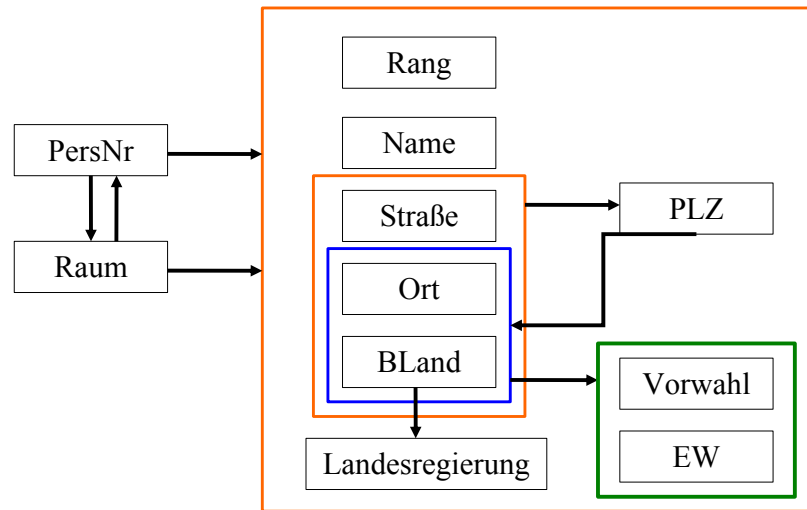 Rang
PersNr
Name
Straße
PLZ
Raum
Ort
BLand
Vorwahl
Landesregierung
EW